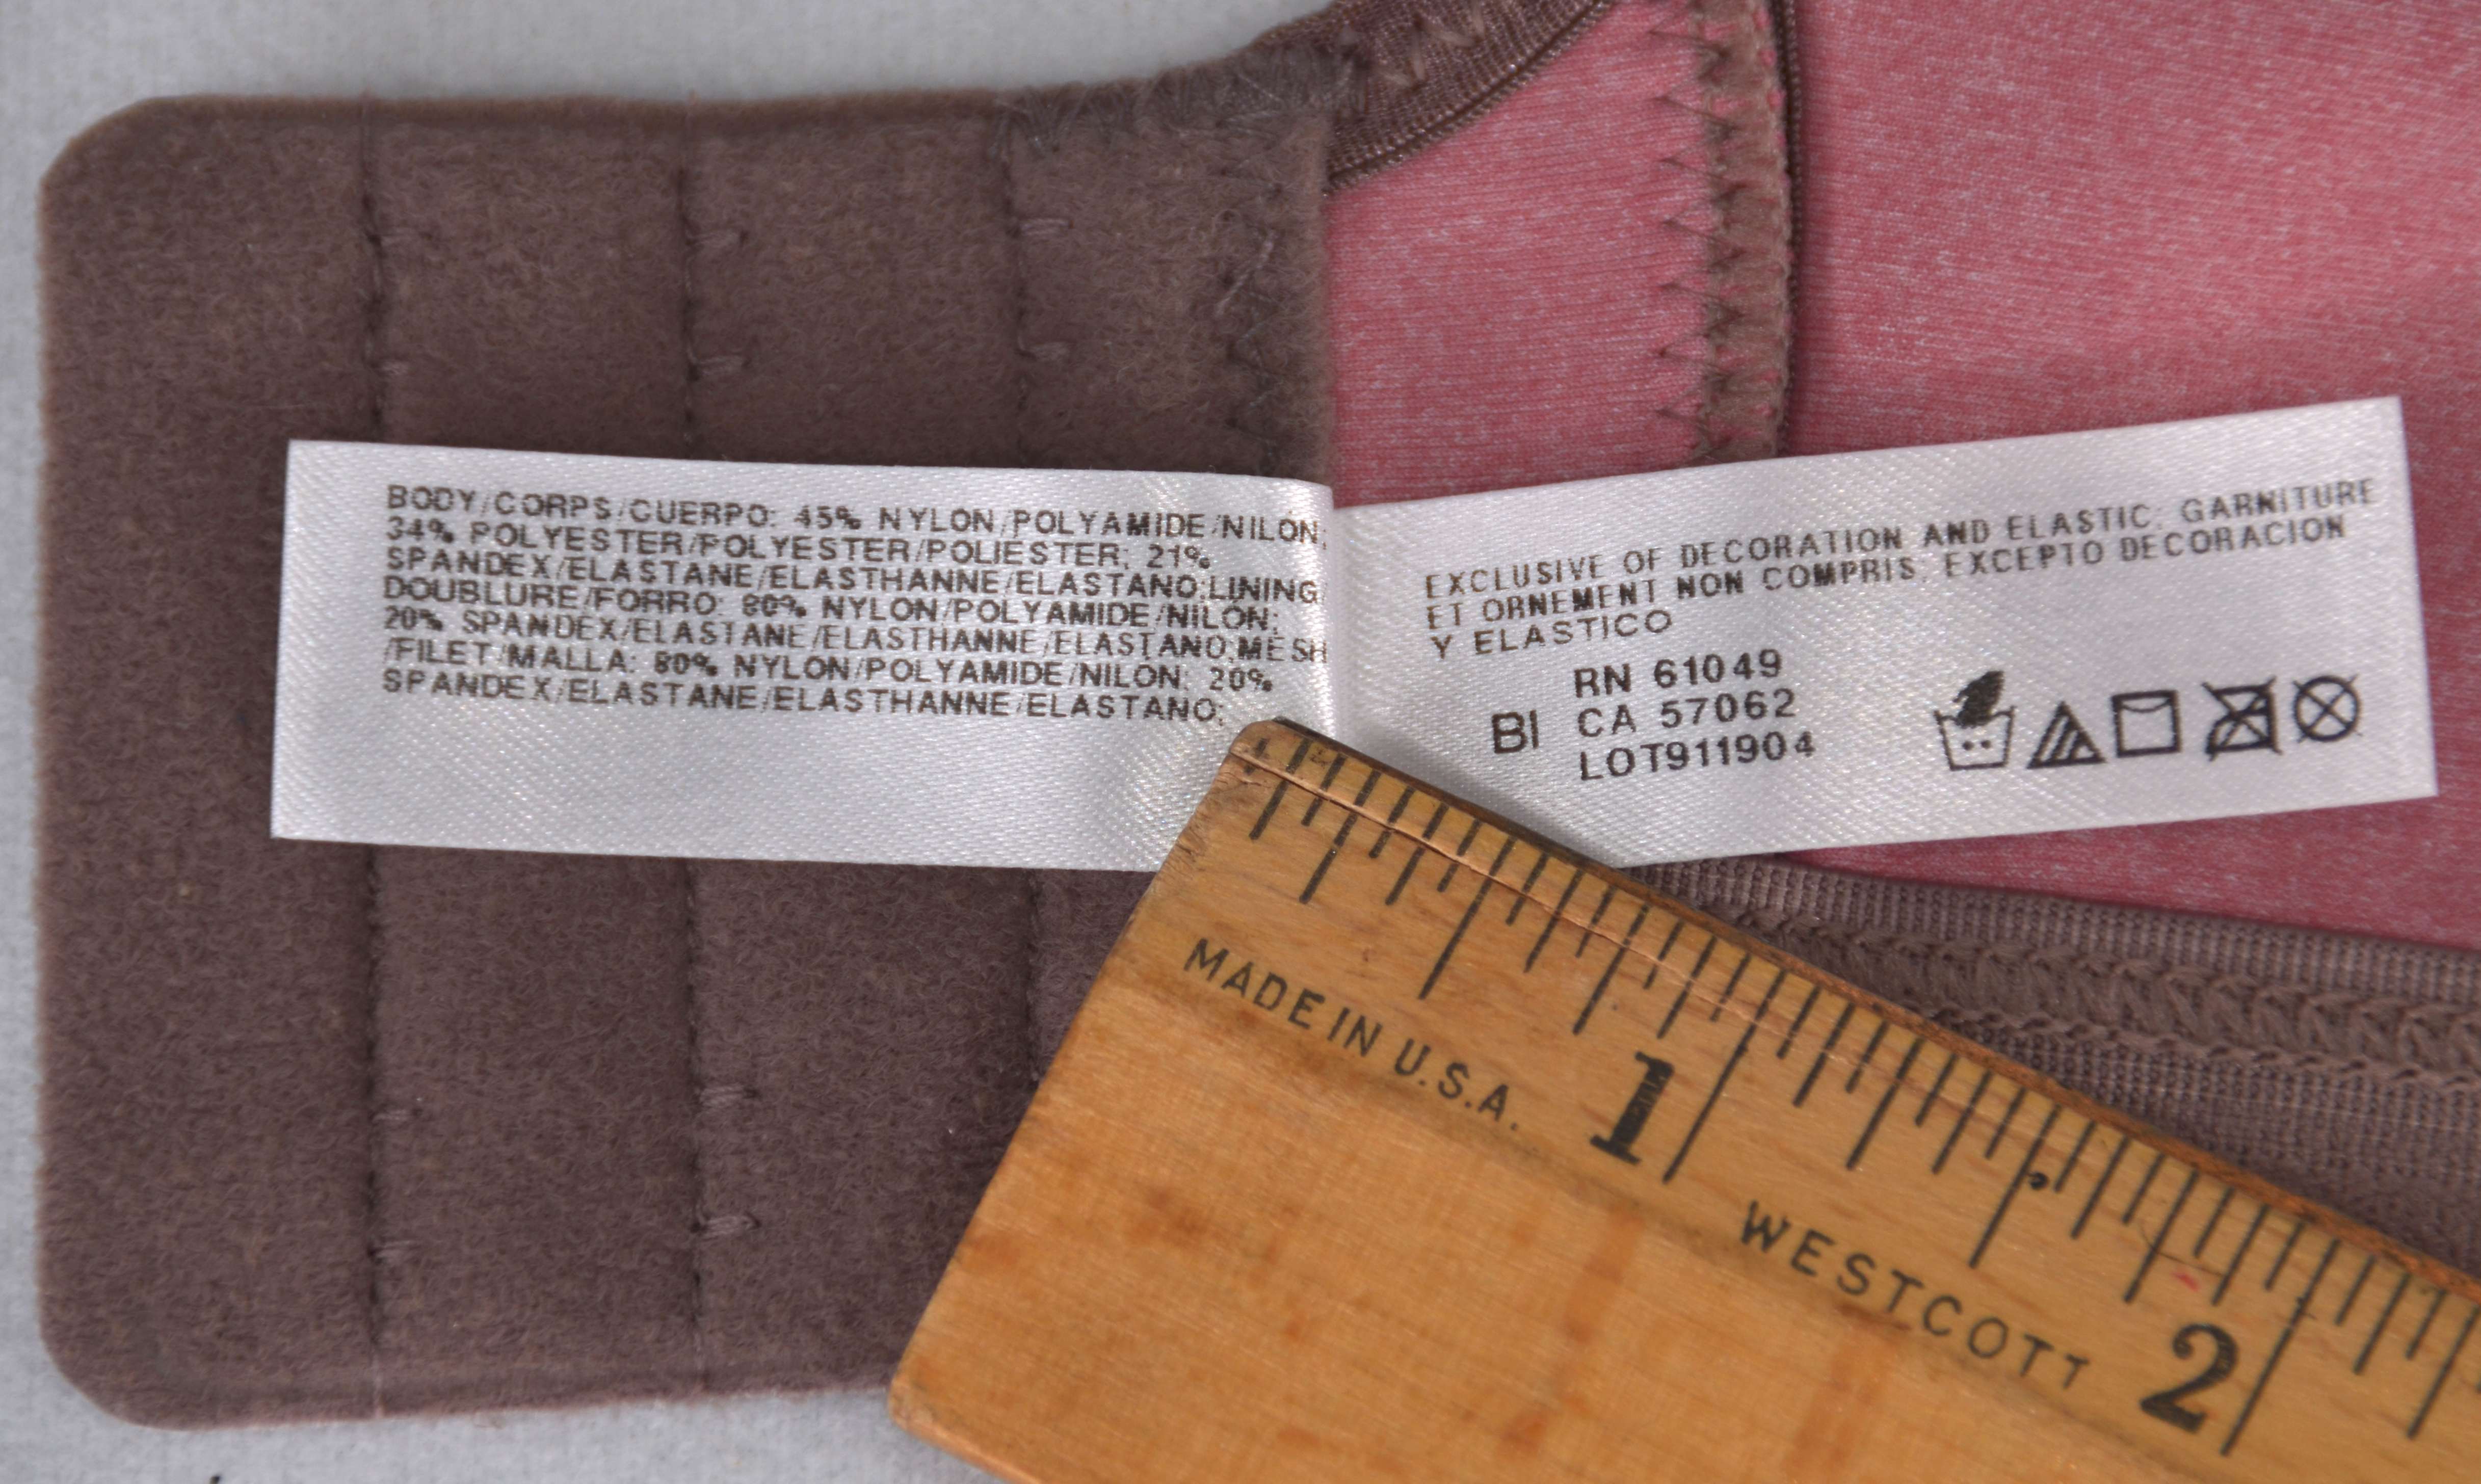 BODY/CORPS/CUERPO: 45% NYLON/POLYAMIDE/NILON;
34% POLYESTER/POLYESTER/POLIESTER; 21%
SPANDEX/ELASTANE/ELASTHANNE/ELASTANO;LINING
DOUBLURE/FORRO: 80% NYLON/POLYAMIDE/NILON;
20% SPANDEX/ELASTANE/ELASTHANNE/ELASTANO;MESH
/FILET/MALLA: 80% NYLON/POLYAMIDE/NILON; 20%
SPANDEX/ELASTANE/ELASTHANNE/ELASTANO;
EXCLUSIVE OF DECORATION AND ELASTIC; GARNITURE
ET ORNEMENT NON COMPRIS; EXCEPTO DECORACION
Y ELASTICO
RN 61049
BI CA 57062
LOT911904
MADE IN U.S.A.
1
WESTCOTT
2